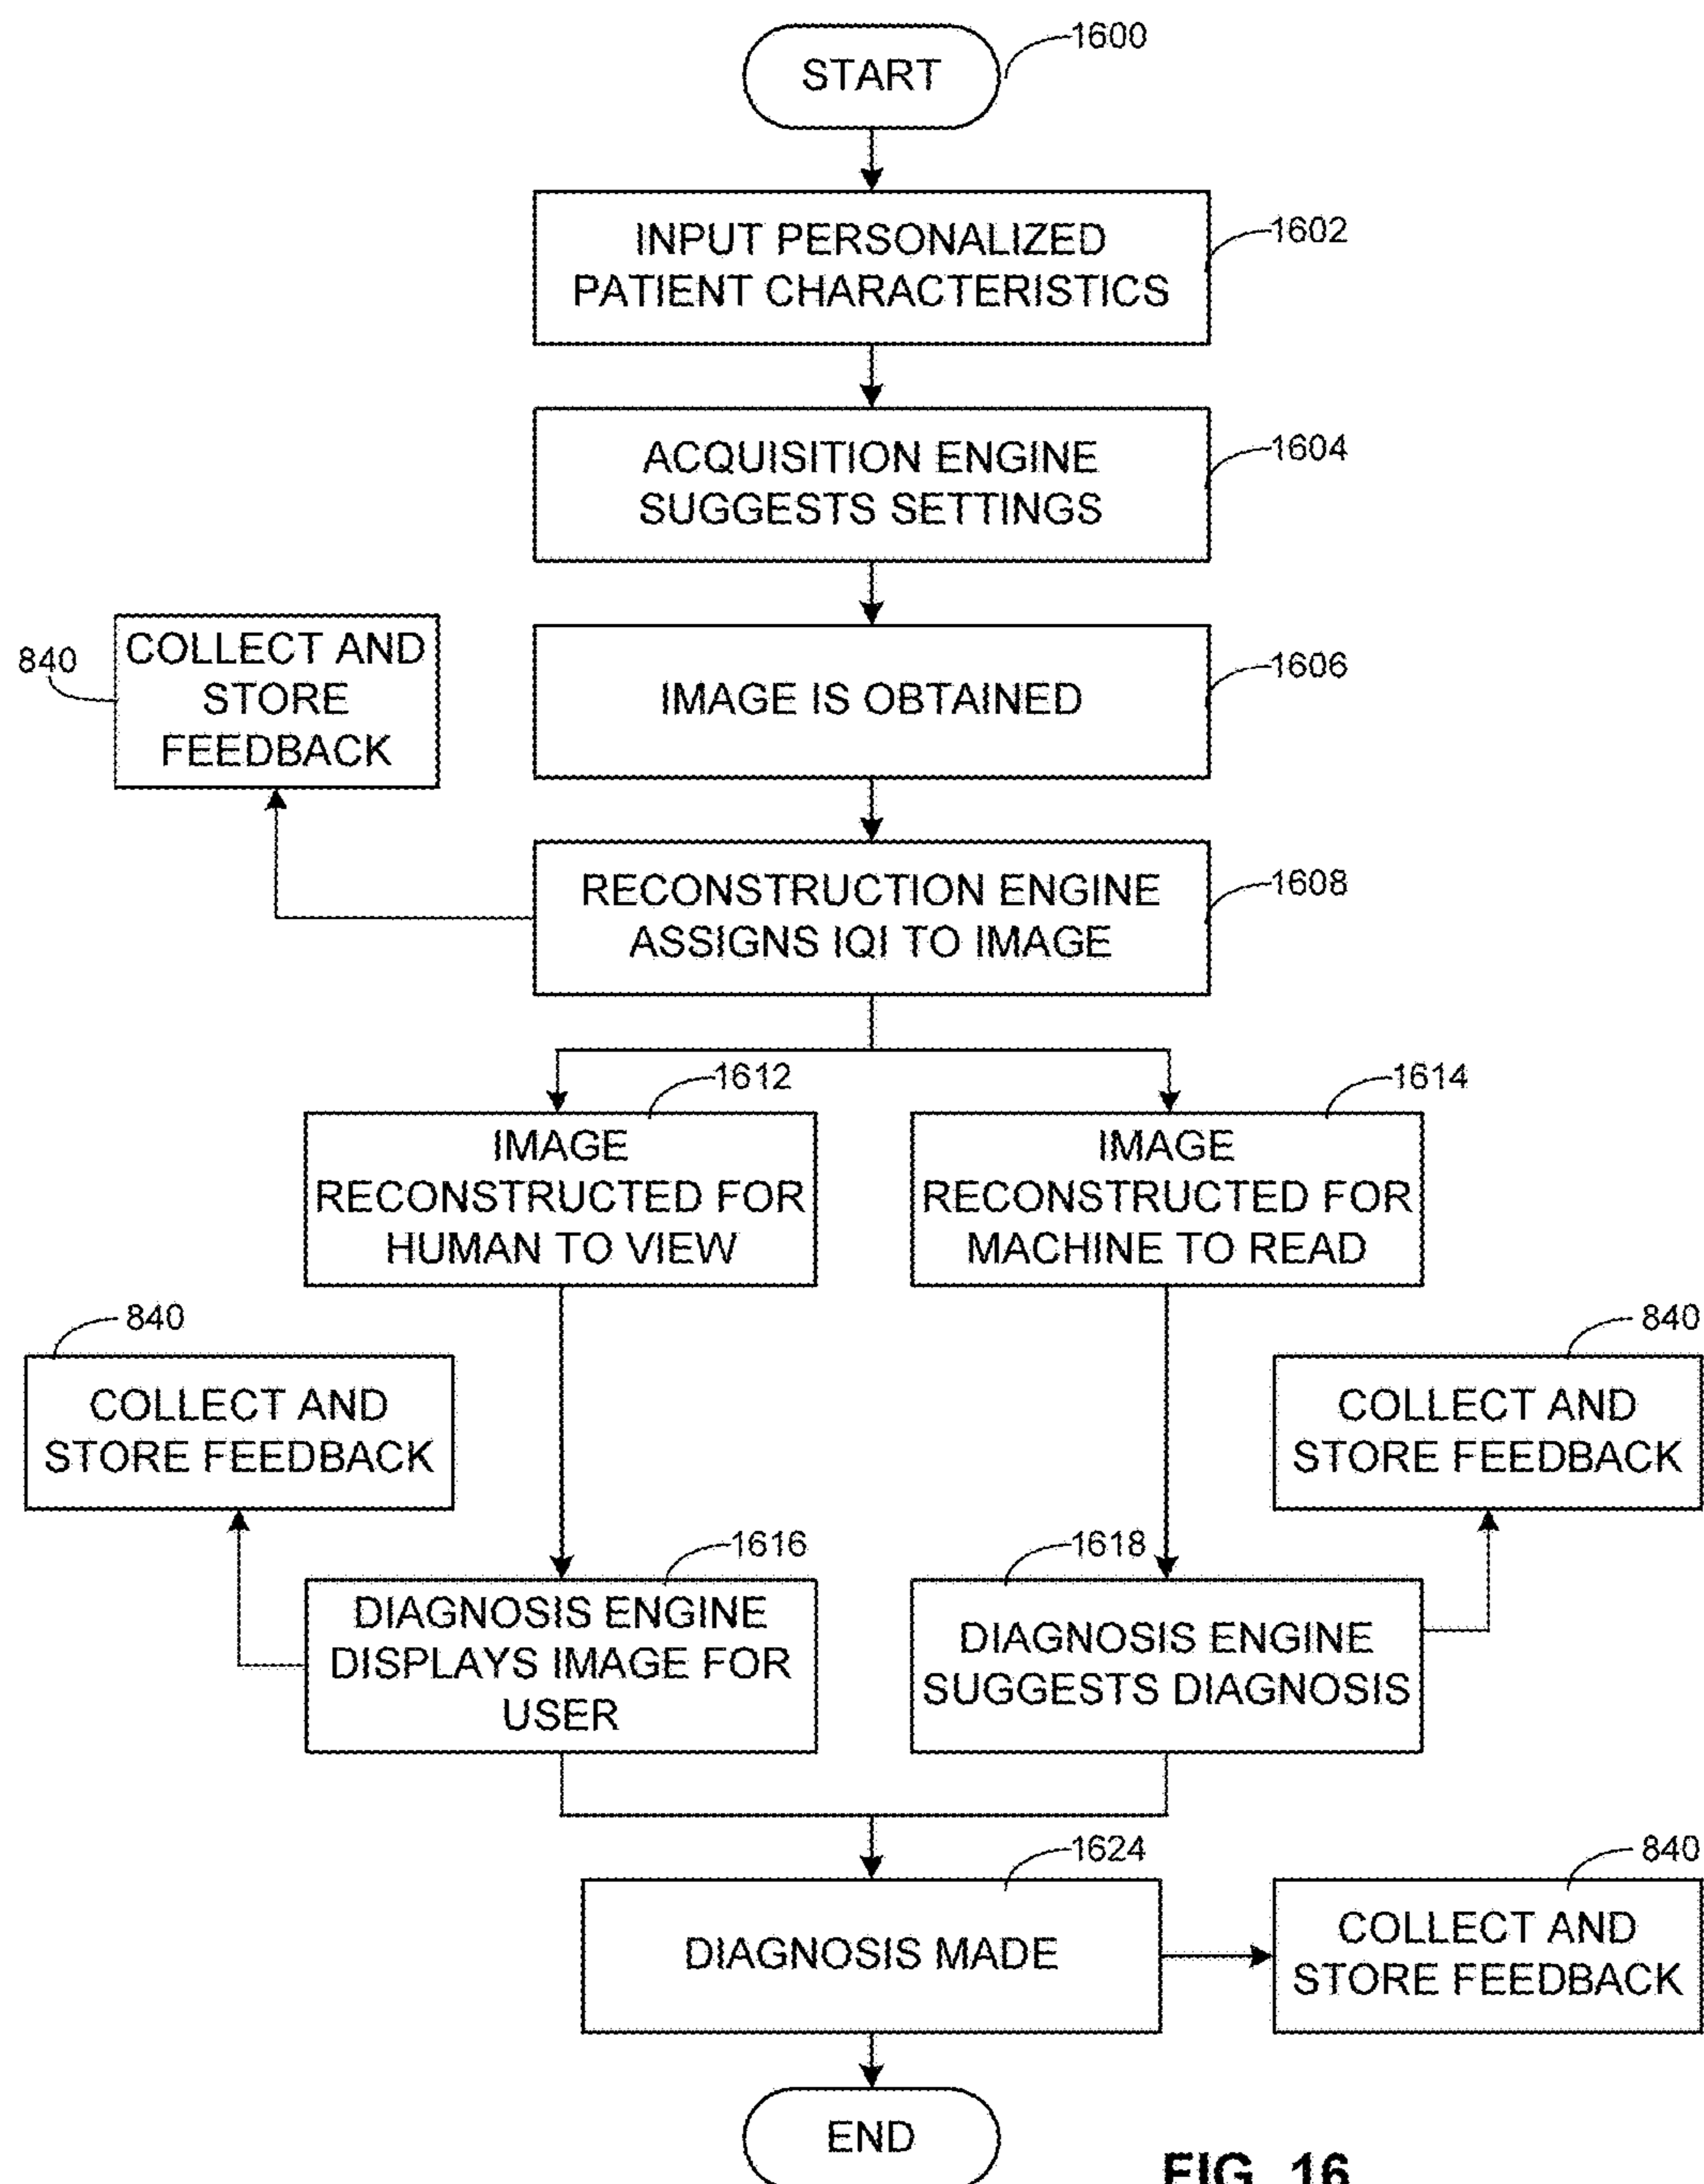 START
1600
INPUT PERSONALIZED
PATIENT CHARACTERISTICS
1602
ACQUISITION ENGINE
SUGGESTS SETTINGS
1604
840
COLLECT AND
STORE
FEEDBACK
IMAGE IS OBTAINED
1606
RECONSTRUCTION ENGINE
ASSIGNS IQI TO IMAGE
1608
1612
IMAGE
RECONSTRUCTED FOR
HUMAN TO VIEW
1614
IMAGE
RECONSTRUCTED FOR
MACHINE TO READ
840
COLLECT AND
STORE FEEDBACK
840
COLLECT AND
STORE FEEDBACK
1616
DIAGNOSIS ENGINE
DISPLAYS IMAGE FOR
USER
1618
DIAGNOSIS ENGINE
SUGGESTS DIAGNOSIS
1624
DIAGNOSIS MADE
840
COLLECT AND
STORE FEEDBACK
END
FIG. 16